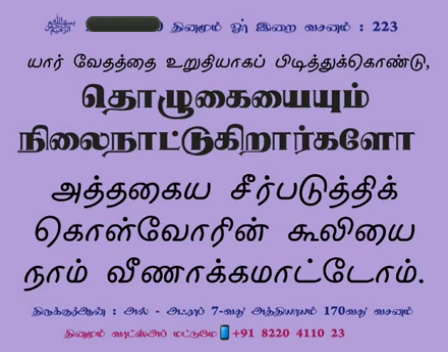 தினமும் ஓர் இறை வசனம் : 223
யார் வேதத்தை உறுதியாகப் பிடித்துக்கொண்டு,
தொழுகையையும்
நிலைநாட்டுகிறார்களோ
அத்தகைய சீர்படுத்திக்
கொள்வோரின் கூலியை
நாம் வீணாக்கமாட்டோம்.
திருக்குர்ஆன் : அல் - அஃராப் 7-வது அத்தியாயம் 170வது வசனம்
தினமும் வாட்ஸ்அப் மட்டுமே +91 8220 4110 23